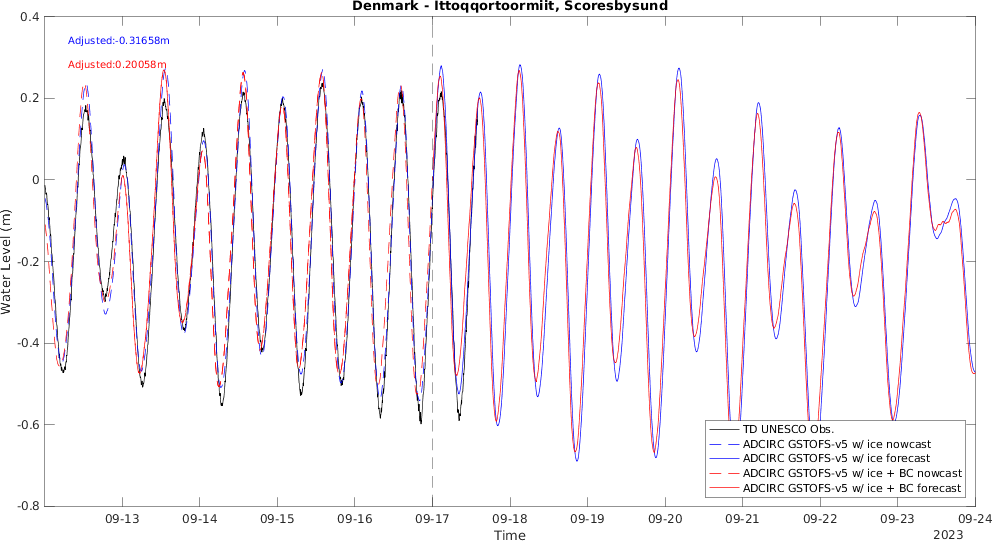 Denmark - Ittoqqortoormiit, Scoresbysund
Adjusted:-0.31658m
Adjusted:0.20058m
0.4
0.2
0
-0.2
-0.4
-0.6
-0.8
Water Level (m)
TD UNESCO Obs.
ADCIRC GSTOFS-v5 w/ ice nowcast
ADCIRC GSTOFS-v5 w/ ice forecast
ADCIRC GSTOFS-v5 w/ ice + BC nowcast
ADCIRC GSTOFS-v5 w/ ice + BC forecast
09-13 09-14 09-15 09-16 09-17 09-18 09-19 09-20 09-21 09-22 09-23 09-24
Time
2023